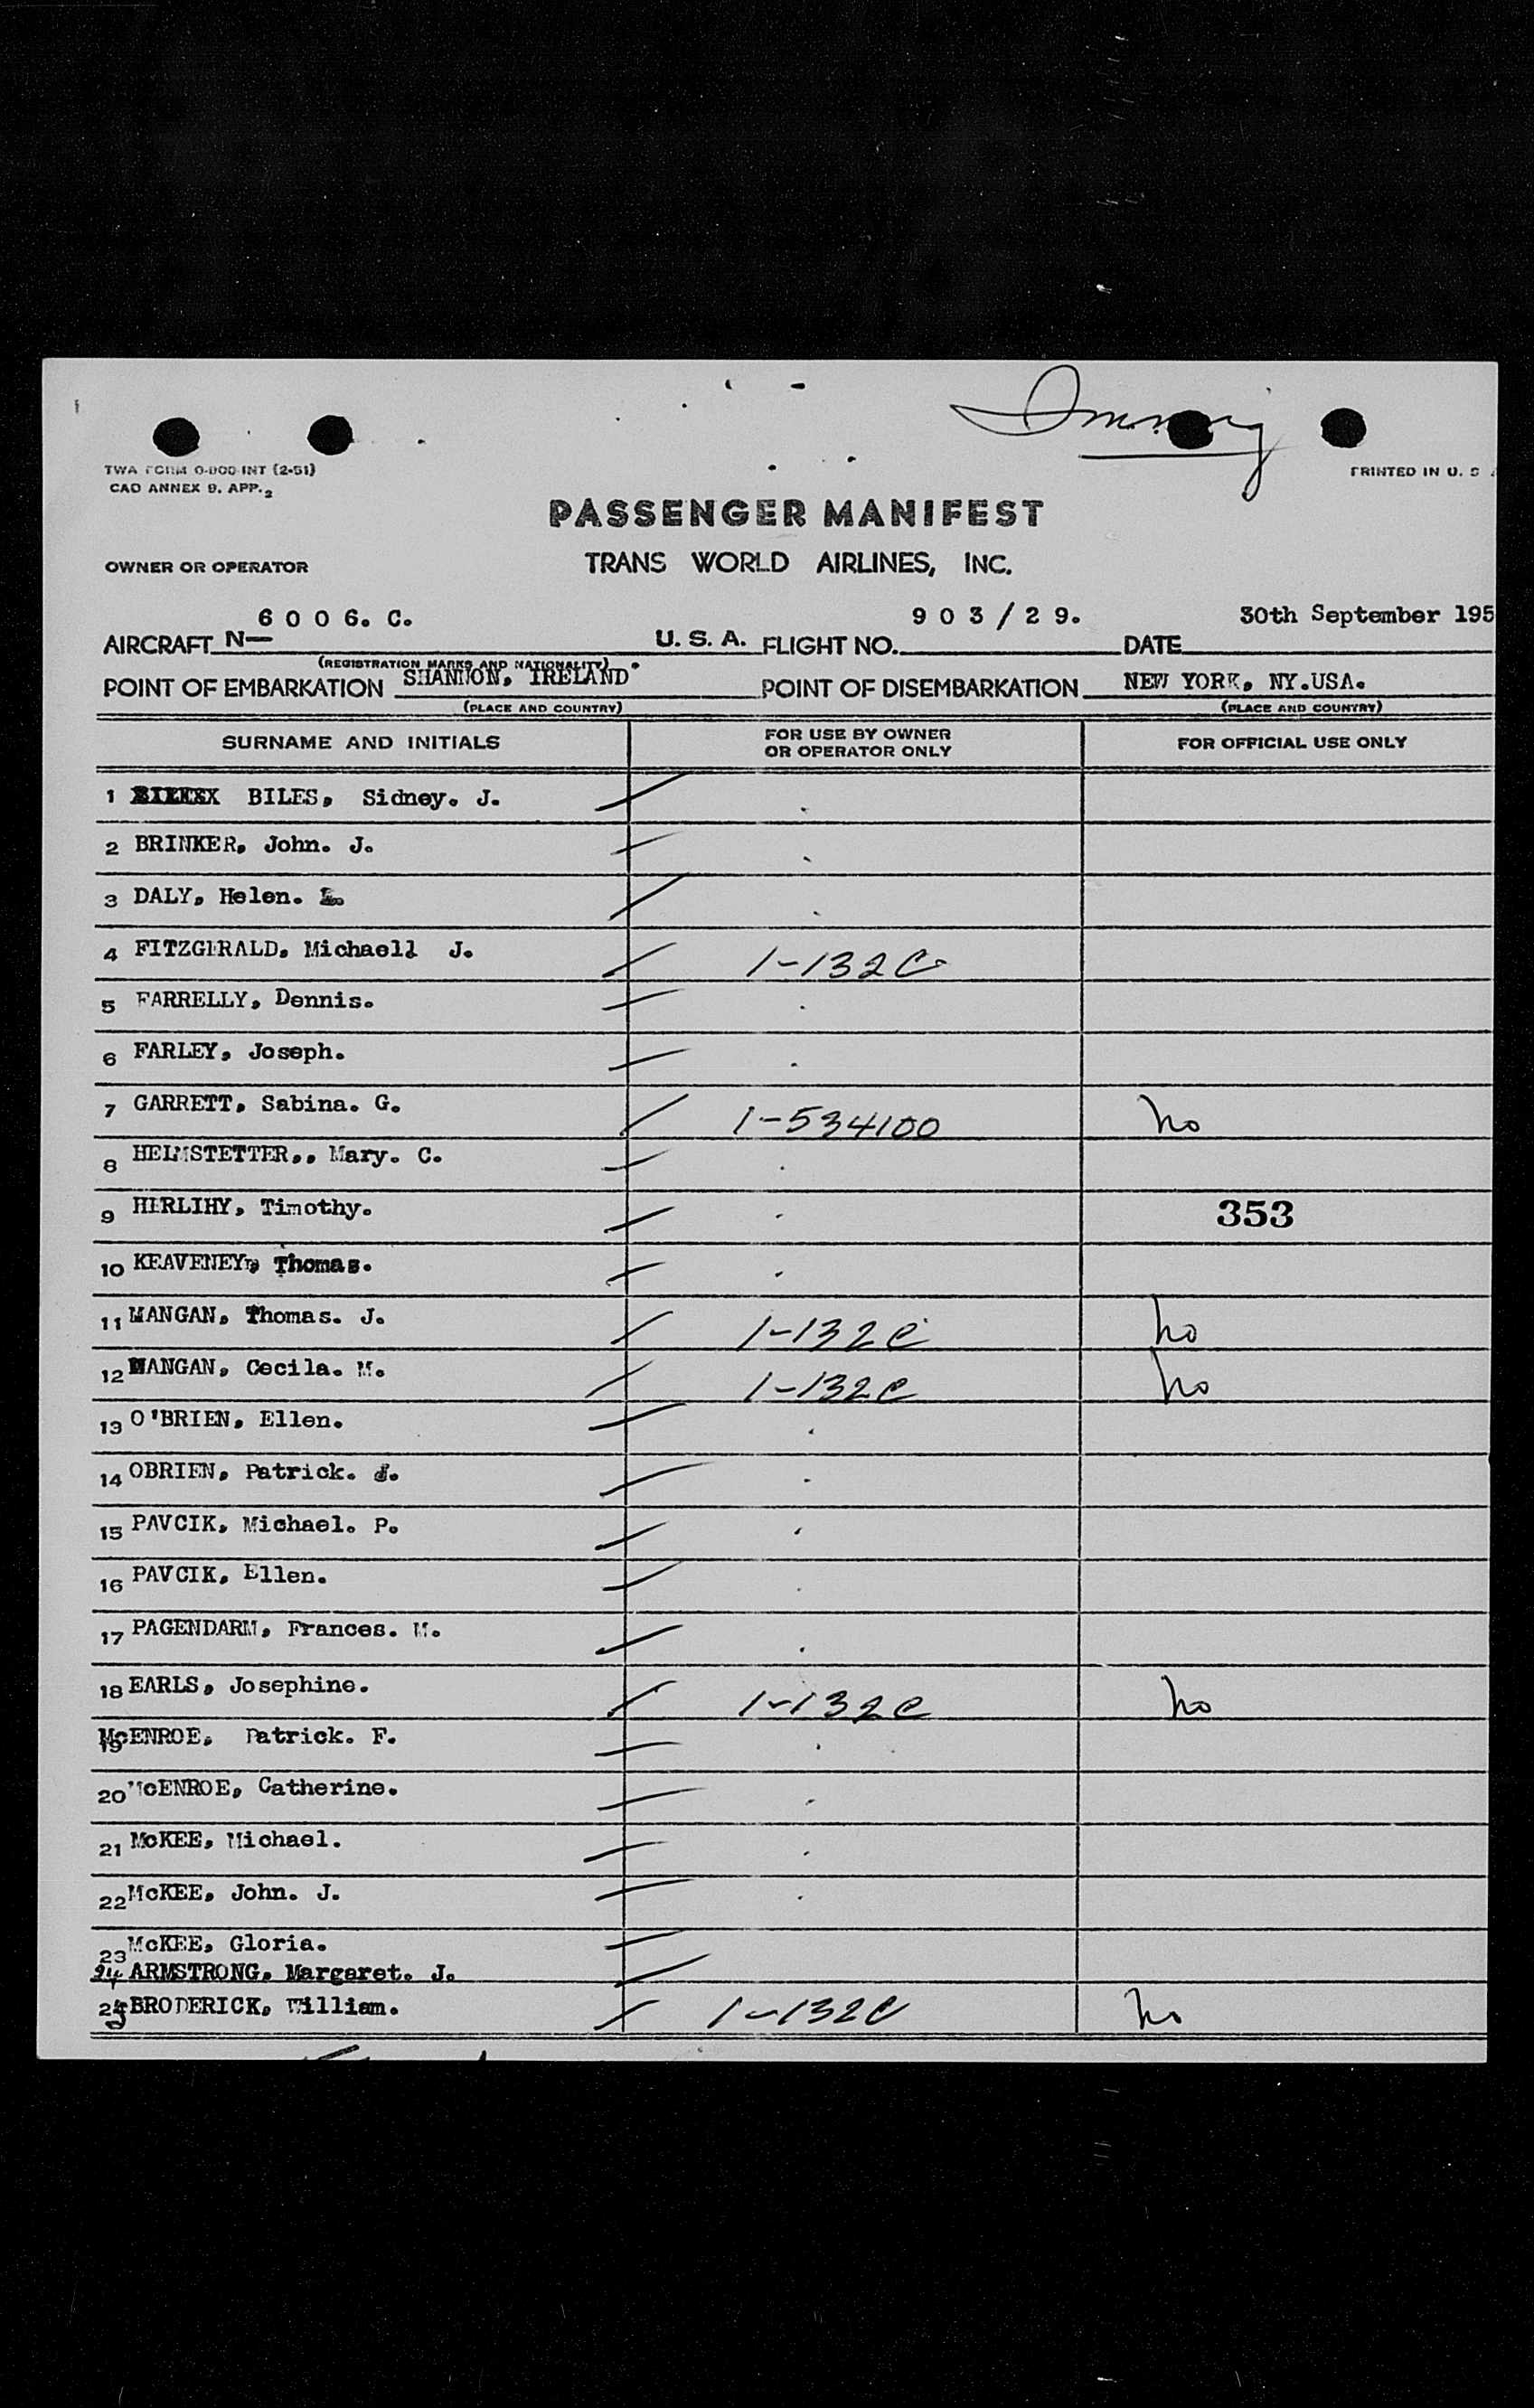 Immig
TWA FORM O-800-INT (2-51)
CAO ANNEX 9. APP. 2
PRINTED IN U. S
PASSENGER MANIFEST
OWNER OR OPERATOR TRANS WORLD AIRLINES, INC.
6 0 0 6. C. 9 0 3 / 2 9. 30th September 195
AIRCRAFT N— U. S. A. FLIGHT NO. DATE
(REGISTRATION MARKS AND NATIONALITY)
POINT OF EMBARKATION SHANNON, IRELAND POINT OF DISEMBARKATION NEW YORK, NY.USA.
(PLACE AND COUNTRY) (PLACE AND COUNTRY)
SURNAME AND INITIALS FOR USE BY OWNER OR OPERATOR ONLY FOR OFFICIAL USE ONLY
1 BILES, Sidney. J.
2 BRINKER, John. J.
3 DALY, Helen.
4 FITZGERALD, Michaell J. 1-132C
5 FARRELLY, Dennis.
6 FARLEY, Joseph.
7 GARRETT, Sabina. G. 1-534100 no
8 HELMSTETTER,, Mary. C.
9 HERLIHY, Timothy. 353
10 KEAVENEY, Thomas.
11 MANGAN, Thomas. J. 1-132C no
12 MANGAN, Cecila. M. 1-132C no
13 O'BRIEN, Ellen.
14 OBRIEN, Patrick. J.
15 PAVCIK, Michael. P.
16 PAVCIK, Ellen.
17 PAGENDARM, Frances. M.
18 EARLS, Josephine. 1-132C no
19 McENROE, Patrick. F.
20 McENROE, Catherine.
21 McKEE, Michael.
22 McKEE, John. J.
23 McKEE, Gloria.
24 ARMSTRONG, Margaret. J.
25 BRODERICK, William. 1-132C no